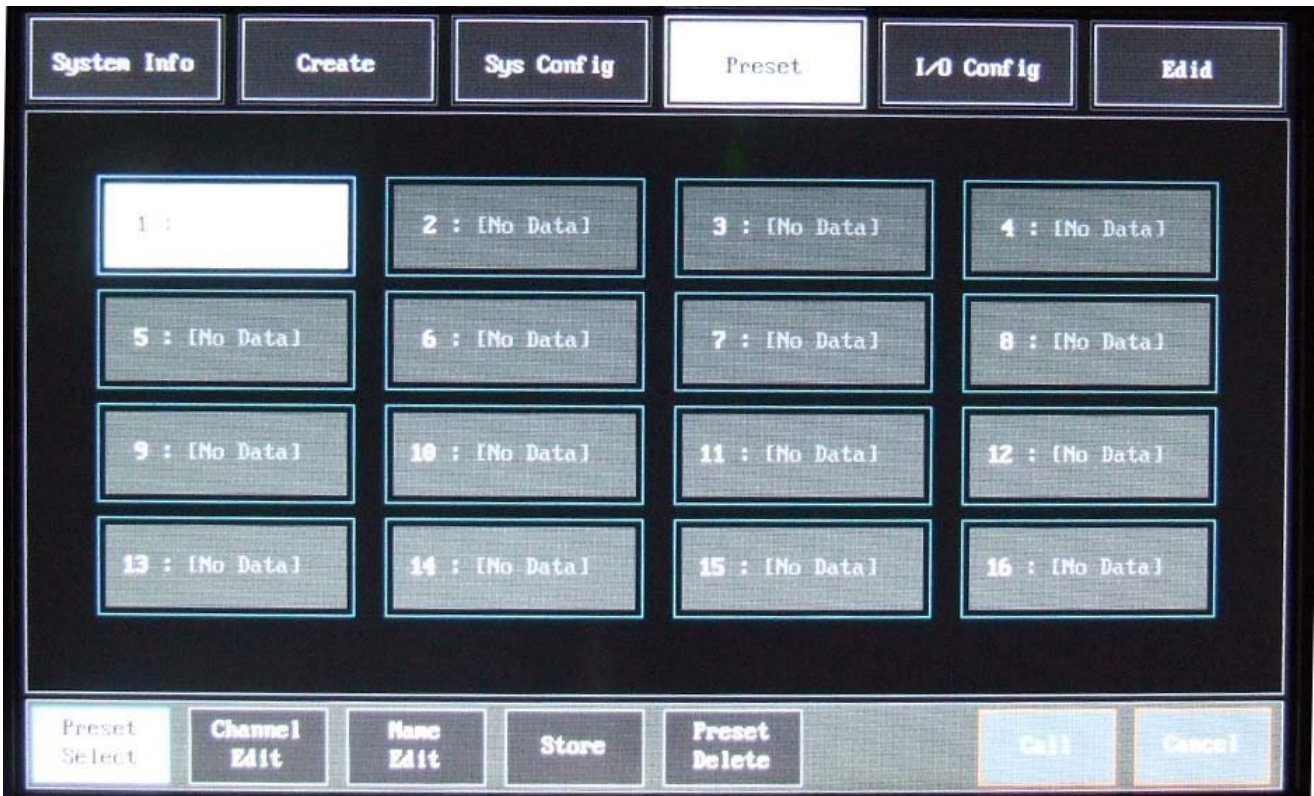 System Info Create Sys Config Preset I/O Config Edid
1 : 2 : [No Data] 3 : [No Data] 4 : [No Data]
5 : [No Data] 6 : [No Data] 7 : [No Data] 8 : [No Data]
9 : [No Data] 10 : [No Data] 11 : [No Data] 12 : [No Data]
13 : [No Data] 14 : [No Data] 15 : [No Data] 16 : [No Data]
Preset Select Channel Edit Name Edit Store Preset Delete Call Cancel